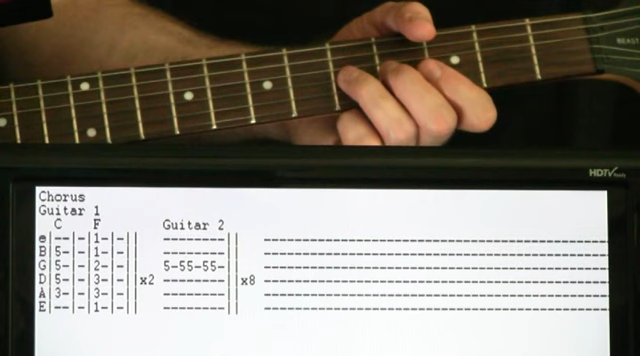 BEAST
HDTV Ready
Chorus
Guitar 1
C F Guitar 2
e|--|-|-1-|-|| -------|| ----------------------------------------
B|5-|-|-1-|-|| -------|| ----------------------------------------
G|5-|-|-2-|-|| 5-55-55-|| ----------------------------------------
D|5-|-|-3-|-|| x2 -------|| x8 ----------------------------------------
A|3-|-|-3-|-|| -------|| ----------------------------------------
E|--|-|-1-|-|| -------|| ----------------------------------------